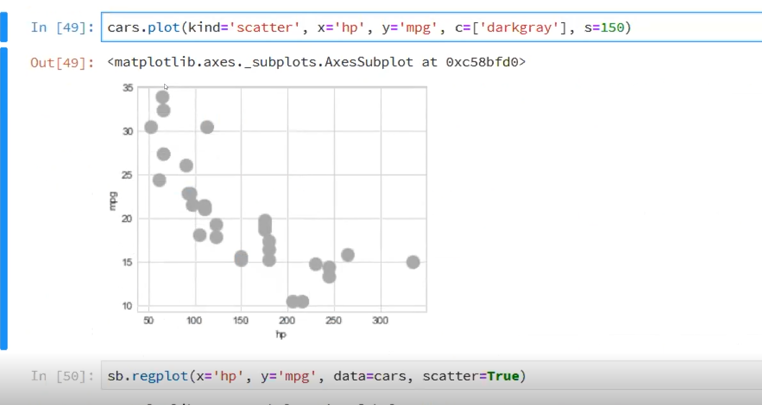 In [49]: cars.plot(kind='scatter', x='hp', y='mpg', c=['darkgray'], s=150)
Out[49]: <matplotlib.axes._subplots.AxesSubplot at 0xc58bfd0>
35
30
25
mpg
20
15
10
50 100 150 200 250 300
hp
In [50]: sb.regplot(x='hp', y='mpg', data=cars, scatter=True)